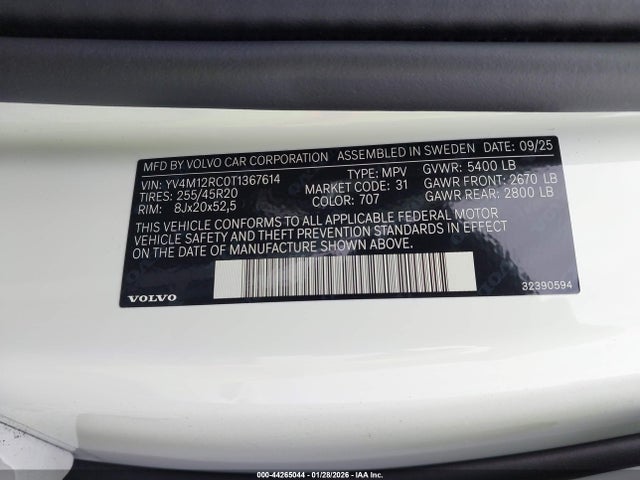 MFD BY VOLVO CAR CORPORATION ASSEMBLED IN SWEDEN DATE: 09/25
VIN: YV4M12RC0T1367614 TYPE: MPV GVWR: 5400 LB
TIRES: 255/45R20 MARKET CODE: 31 GAWR FRONT: 2670 LB
RIM: 8Jx20x52,5 COLOR: 707 GAWR REAR: 2800 LB
THIS VEHICLE CONFORMS TO ALL APPLICABLE FEDERAL MOTOR
VEHICLE SAFETY AND THEFT PREVENTION STANDARDS IN EFFECT
ON THE DATE OF MANUFACTURE SHOWN ABOVE.
VOLVO 32390594
000-44265044 | 01/28/2026 - IAA Inc.